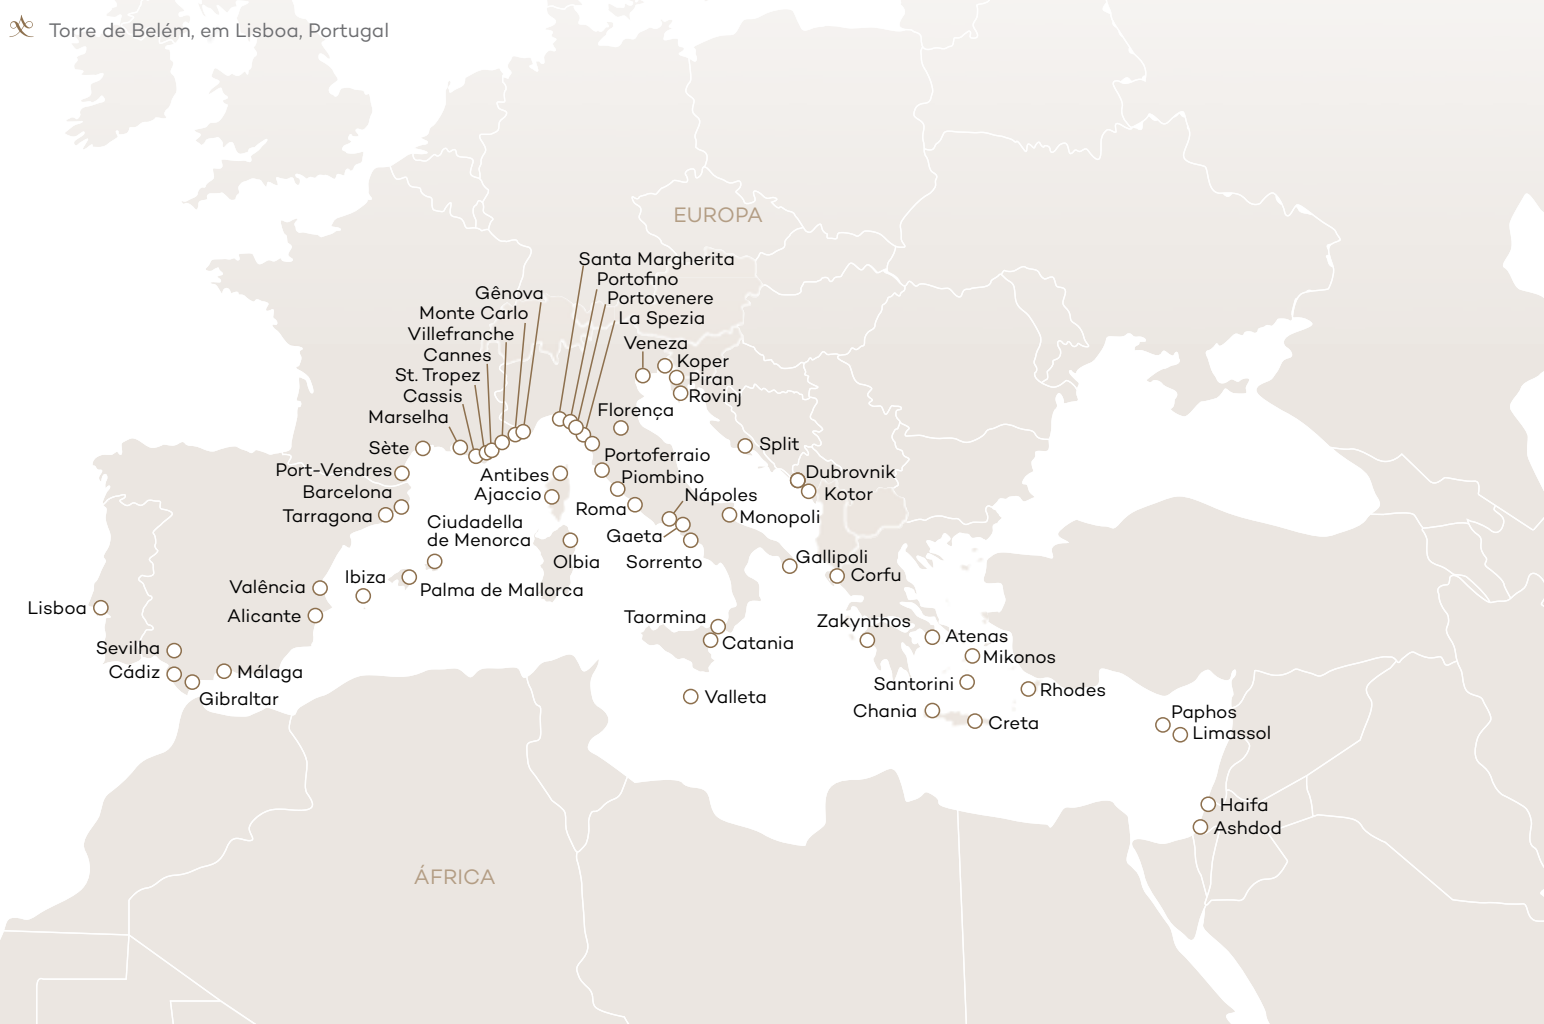 Torre de Belém, em Lisboa, Portugal
EUROPA
Santa Margherita
Portofino
Gênova
Portovenere
Monte Carlo
La Spezia
Villefranche
Veneza
Cannes
Koper
St. Tropez
Piran
Cassis
Rovinj
Marselha
Florença
Sète
Split
Portoferraio
Port-Vendres
Antibes
Piombino
Dubrovnik
Barcelona
Ajaccio
Nápoles
Kotor
Tarragona
Roma
Monopoli
Ciudadella
de Menorca
Gaeta
Olbia
Sorrento
Gallipoli
Corfu
Valência
Ibiza
Palma de Mallorca
Lisboa
Alicante
Taormina
Zakynthos
Sevilha
Catania
Atenas
Mikonos
Cádiz
Málaga
Gibraltar
Valleta
Santorini
Rhodes
Chania
Creta
Paphos
Limassol
Haifa
Ashdod
ÁFRICA